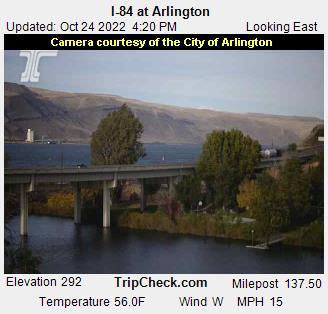 I-84 at Arlington
Updated: Oct 24 2022 4:20 PM Looking East
Camera courtesy of the City of Arlington
Elevation 292 TripCheck.com Milepost 137.50
Temperature 56.0F Wind W MPH 15